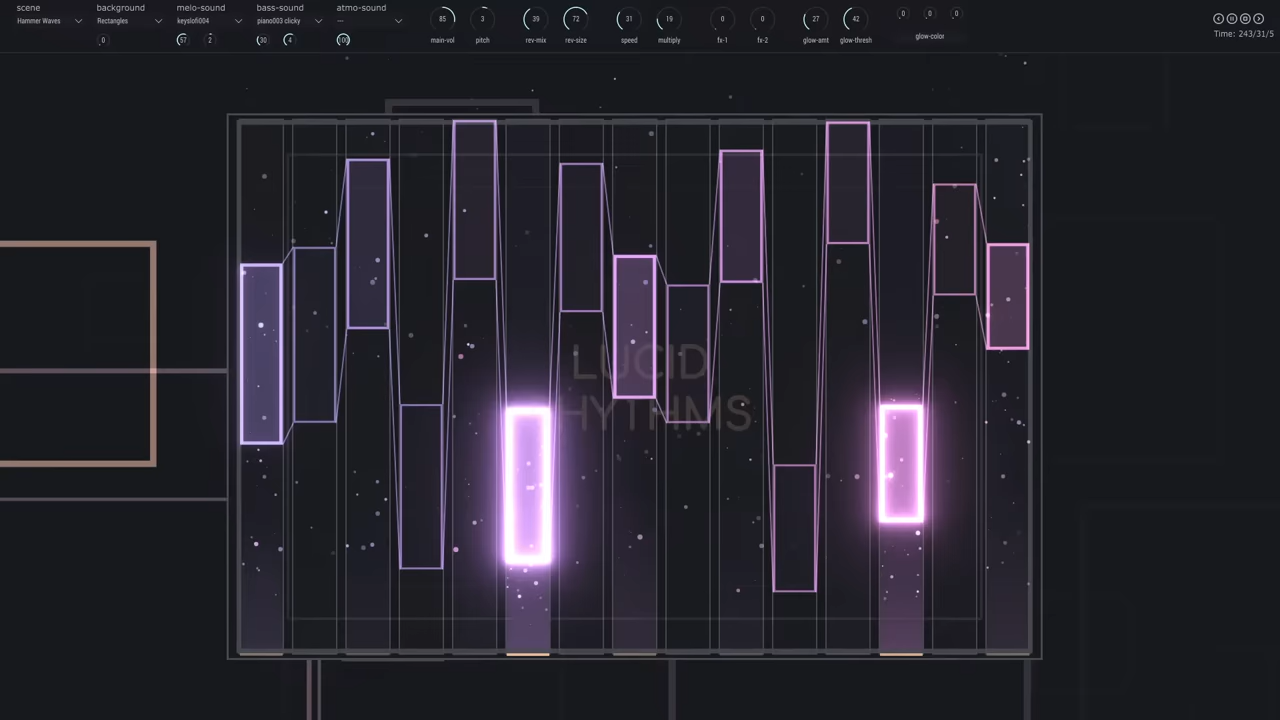 scene
background
melo-sound
bass-sound
atmo-sound
Hammer Waves
Rectangles
keyslofi004
piano003 clicky
---
0
57
2
30
4
100
85
3
39
72
31
19
0
0
27
42
0
0
0
main-vol
pitch
rev-mix
rev-size
speed
multiply
fx-1
fx-2
glow-amt
glow-thresh
glow-color
Time: 243/31/5
LUCID
HYTHMS